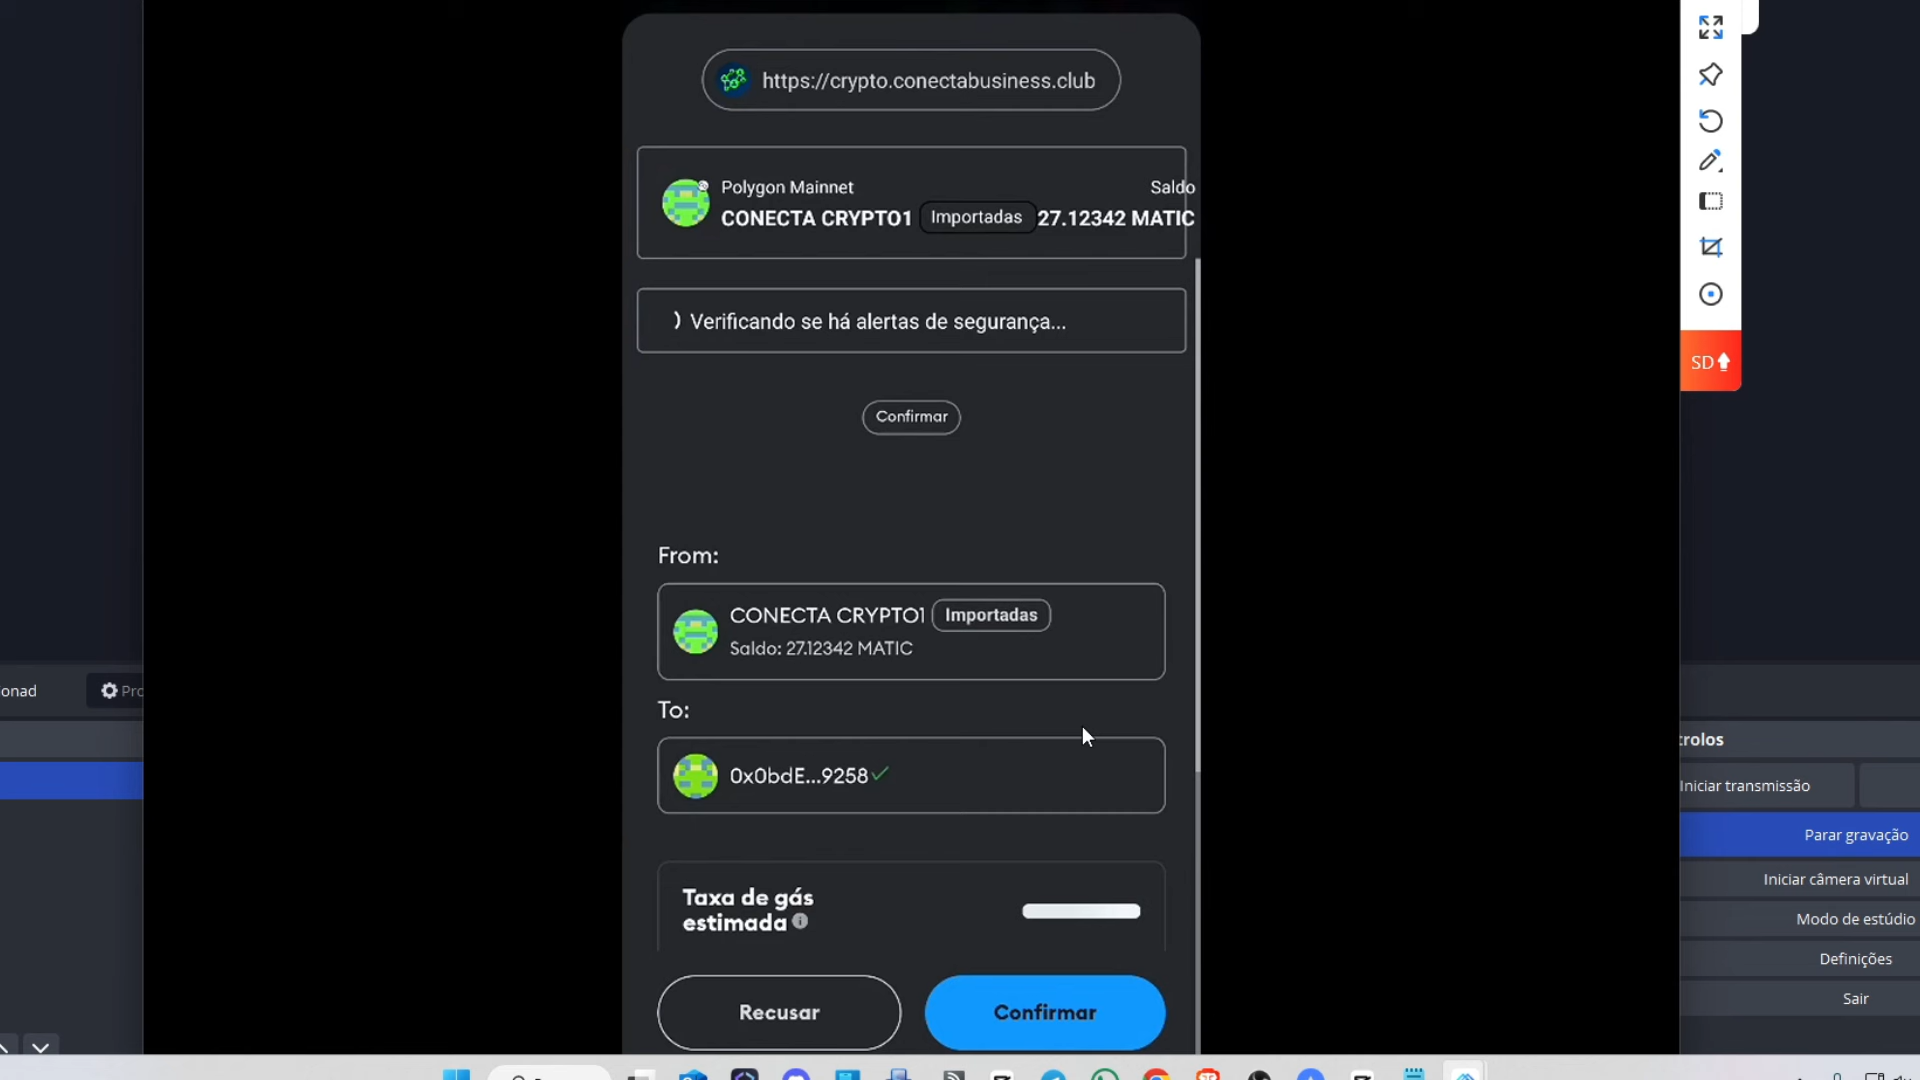 https://crypto.conectabusiness.club
Polygon Mainnet
Saldo
CONECTA CRYPTO1
Importadas
27.12342 MATIC
Verificando se há alertas de segurança...
Confirmar
From:
CONECTA CRYPTO1
Importadas
Saldo: 27.12342 MATIC
To:
0x0bdE...9258
Taxa de gás
estimada
Recusar
Confirmar
SD
onad
Pro
trolos
Iniciar transmissão
Parar gravação
Iniciar câmera virtual
Modo de estúdio
Definições
Sair